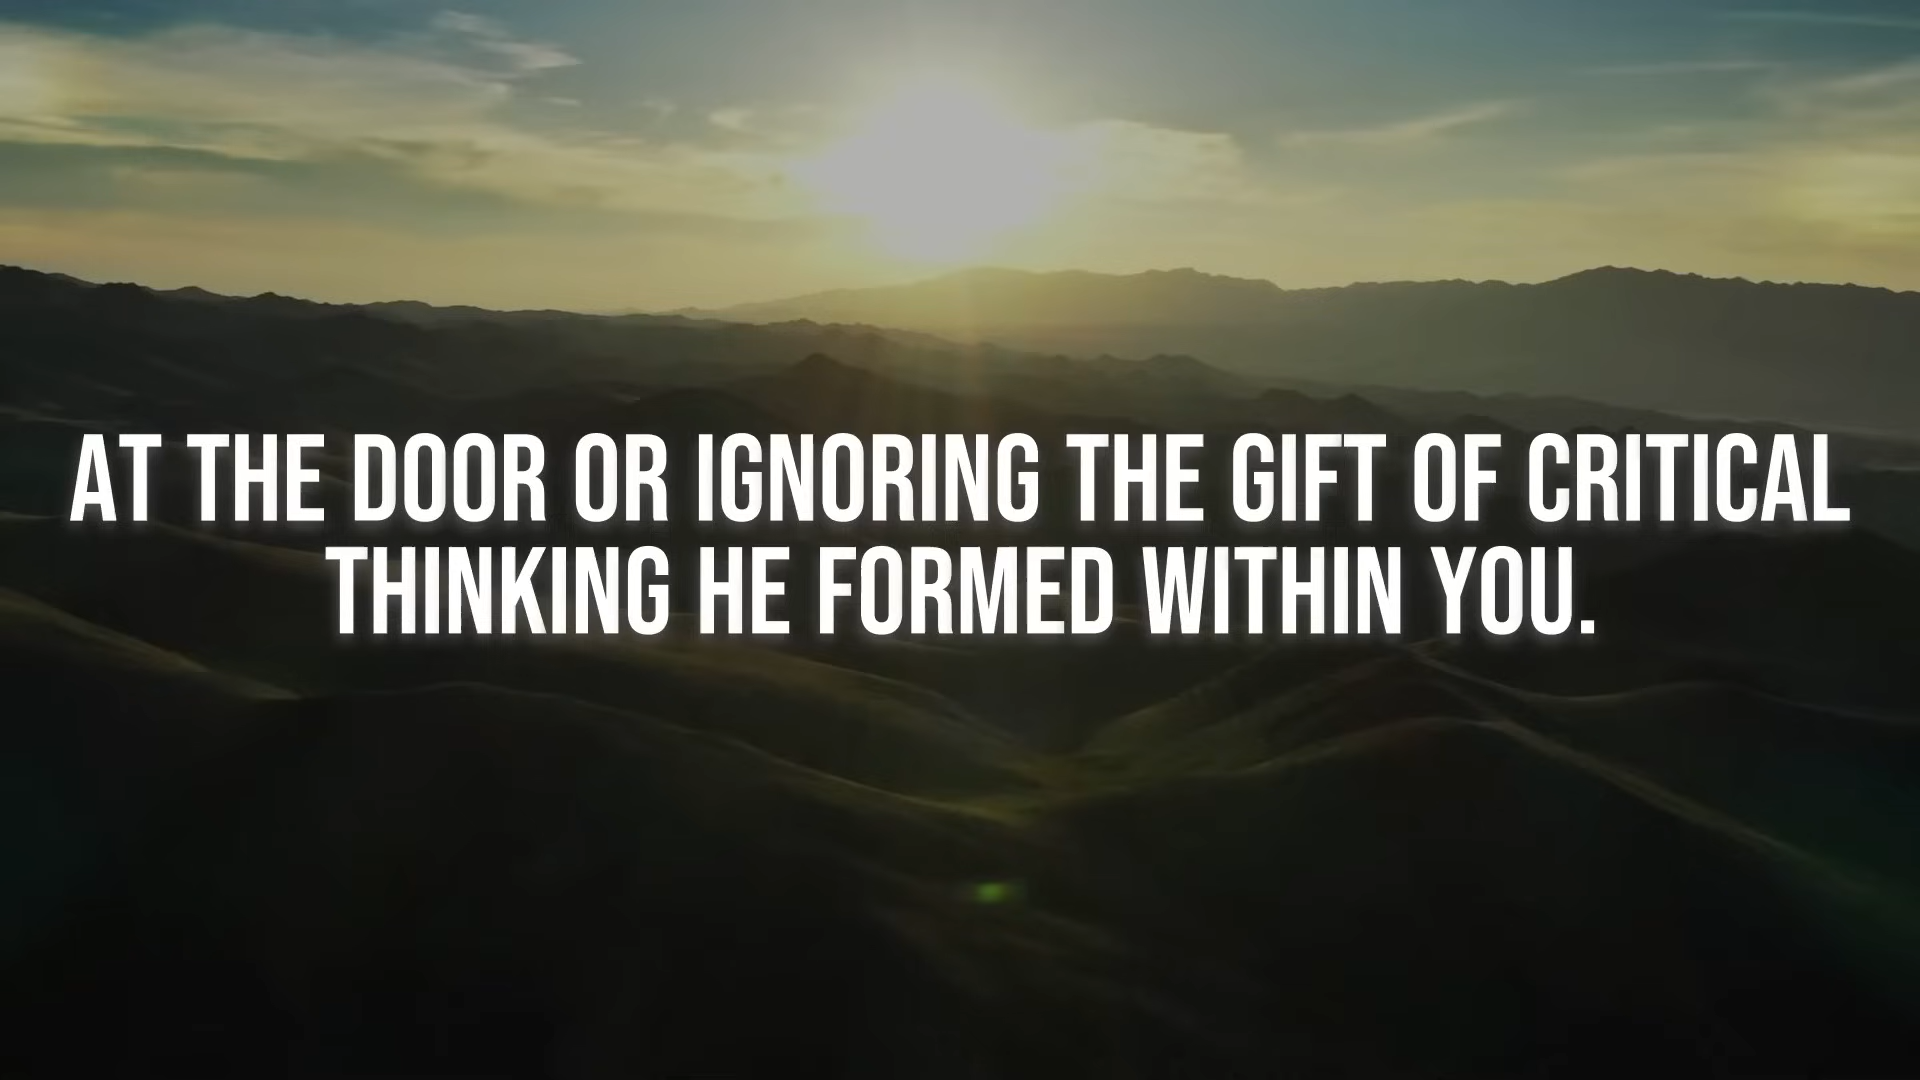 AT THE DOOR OR IGNORING THE GIFT OF CRITICAL
THINKING HE FORMED WITHIN YOU.